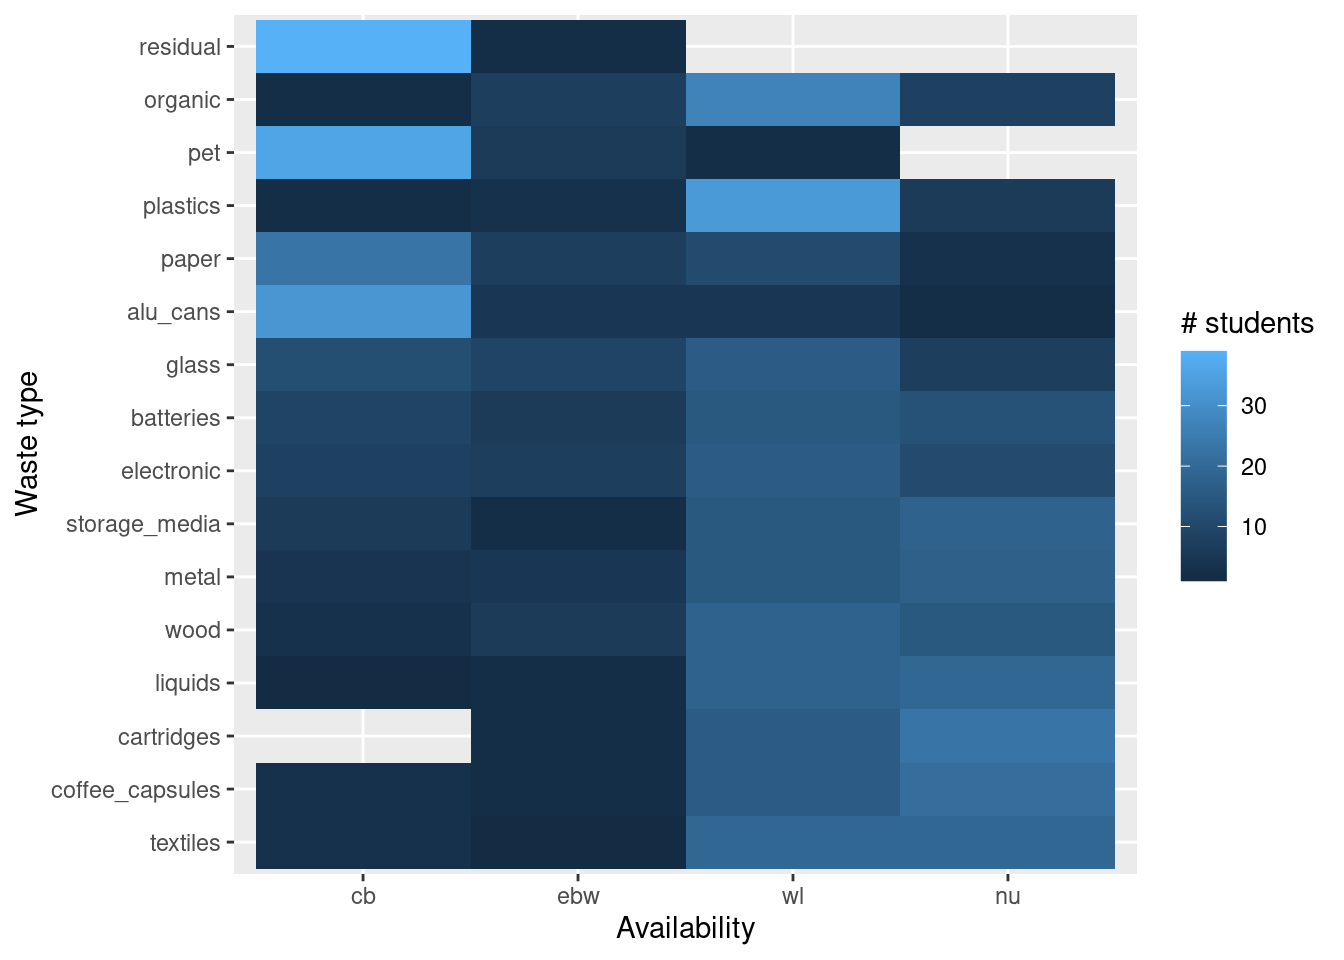 residual
organic
pet
plastics
paper
alu_cans
glass
batteries
electronic
storage_media
metal
wood
liquids
cartridges
coffee_capsules
textiles
Waste type
cb ebw wl nu
Availability
# students
30
20
10